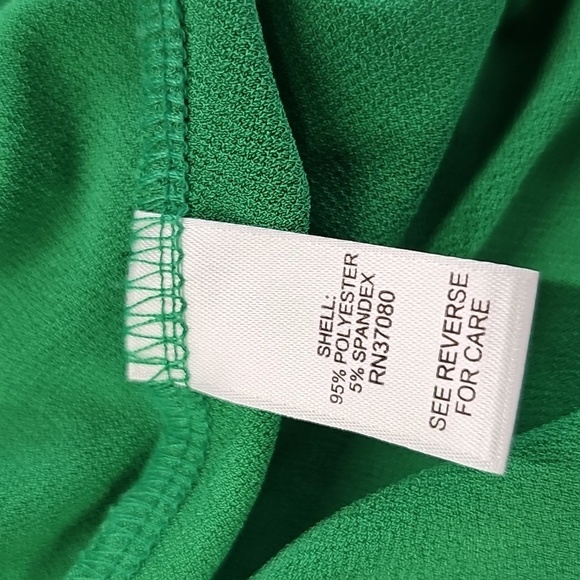 SHELL:
95% POLYESTER
5% SPANDEX
RN37080
SEE REVERSE
FOR CARE